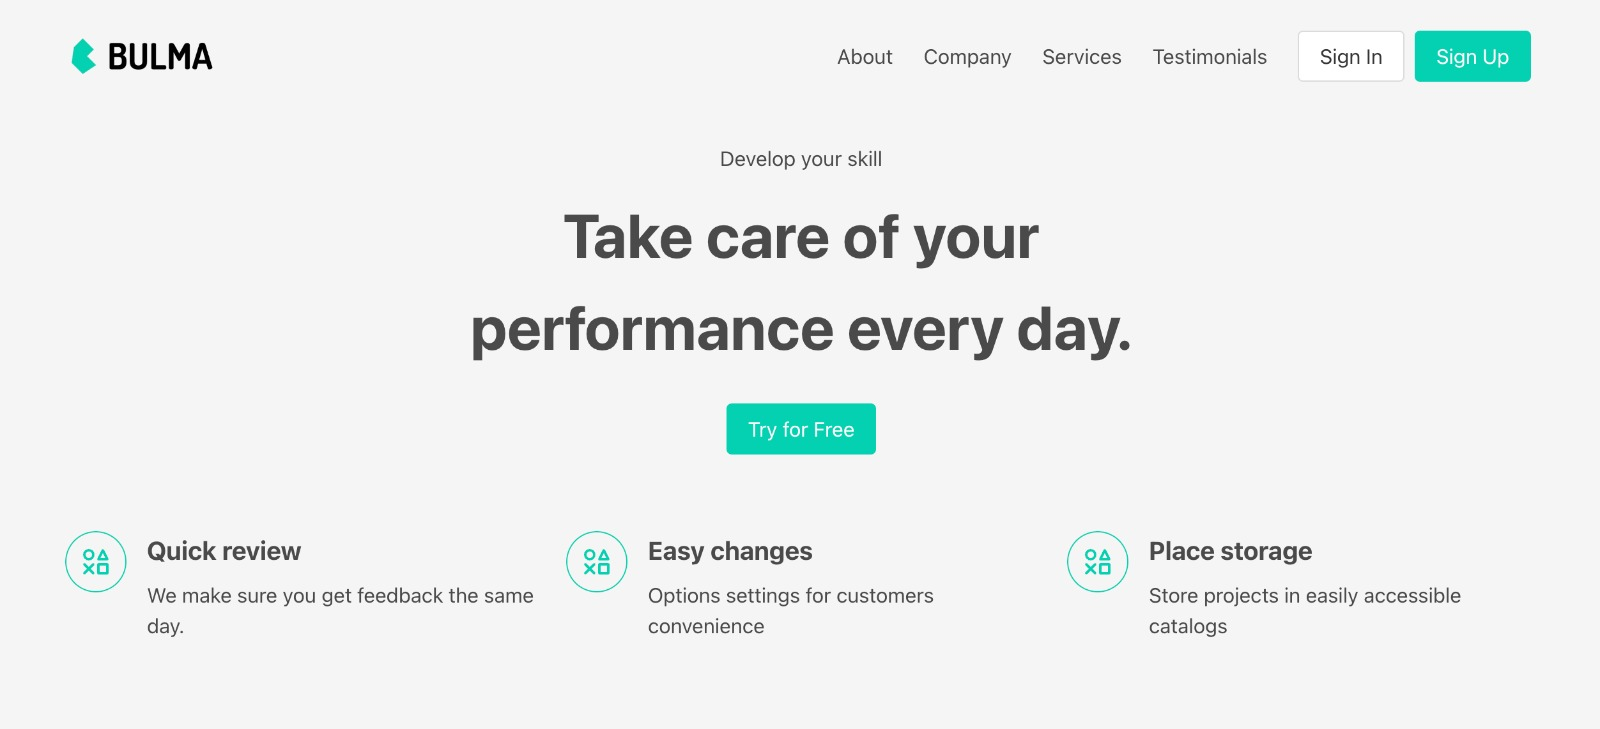 BULMA
About
Company
Services
Testimonials
Sign In
Sign Up
Develop your skill
Take care of your
performance every day.
Try for Free
Quick review
We make sure you get feedback the same
day.
Easy changes
Options settings for customers
convenience
Place storage
Store projects in easily accessible
catalogs